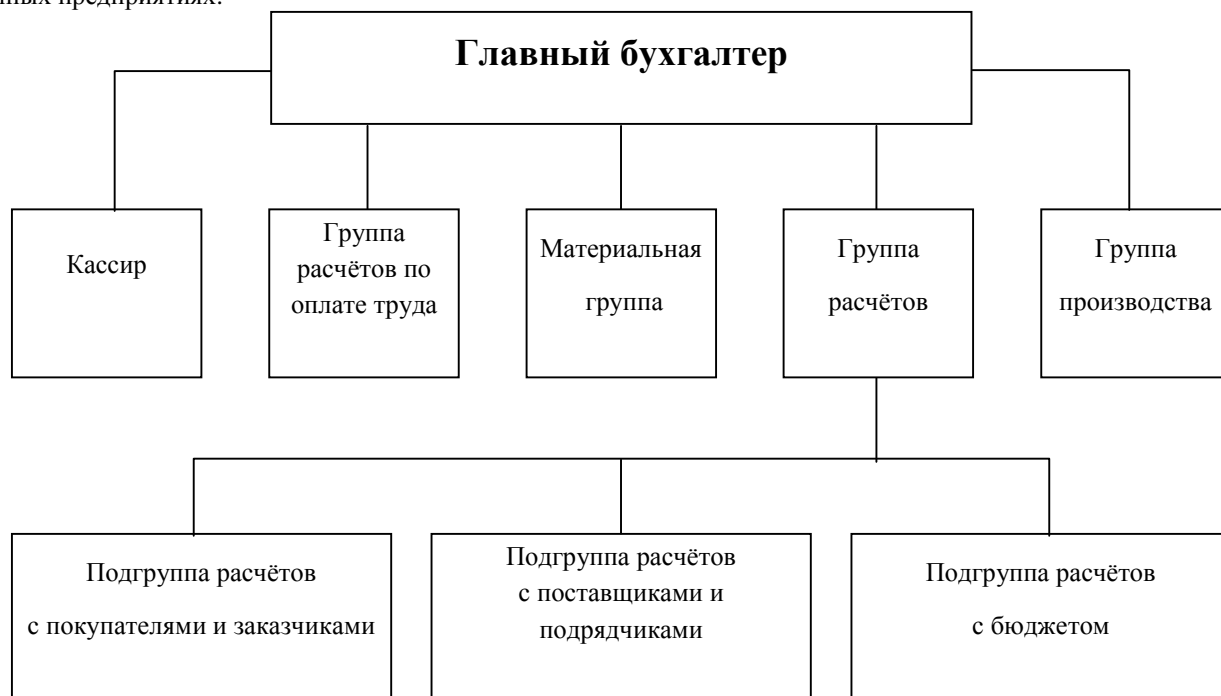 предприятиях.
Главный бухгалтер
Кассир
Группа
расчётов по
оплате труда
Материальная
группа
Группа
расчётов
Группа
производства
Подгруппа расчётов
с покупателями и заказчиками
Подгруппа расчётов
с поставщиками и
подрядчиками
Подгруппа расчётов
с бюджетом